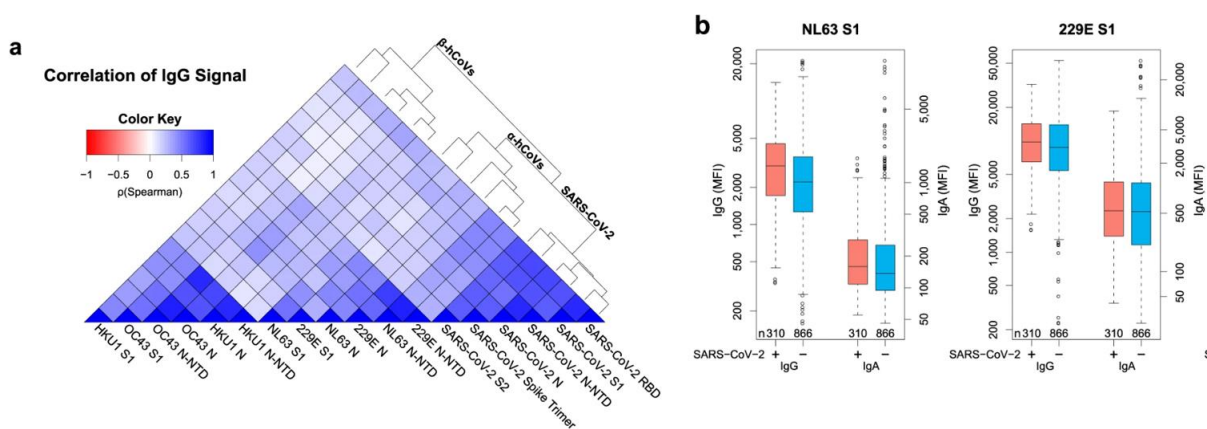 a
Correlation of IgG Signal
Color Key
−1 −0.5 0 0.5 1
ρ(Spearman)
β-hCoVs
α-hCoVs
SARS-CoV-2
HKU1 S1
OC43 S1
OC43 N-NTD
OC43 N
HKU1 N
HKU1 N-NTD
NL63 S1
229E S1
NL63 N
229E N
NL63 N-NTD
229E N-NTD
SARS-CoV-2 S2
SARS-CoV-2 Spike Trimer
SARS-CoV-2 N
SARS-CoV-2 N-NTD
SARS-CoV-2 S1
SARS-CoV-2 RBD
b
NL63 S1
IgG (MFI)
20,000
5,000
2,000
1,000
500
200
5,000
1,000
500
200
100
50
IgA (MFI)
n310 866 310 866
SARS−CoV−2 + − + −
IgG IgA
229E S1
IgG (MFI)
50,000
20,000
5,000
2,000
1,000
500
200
20,000
5,000
2,000
500
100
50
IgA (MFI)
n310 866 310 866
SARS−CoV−2 + − + −
IgG IgA